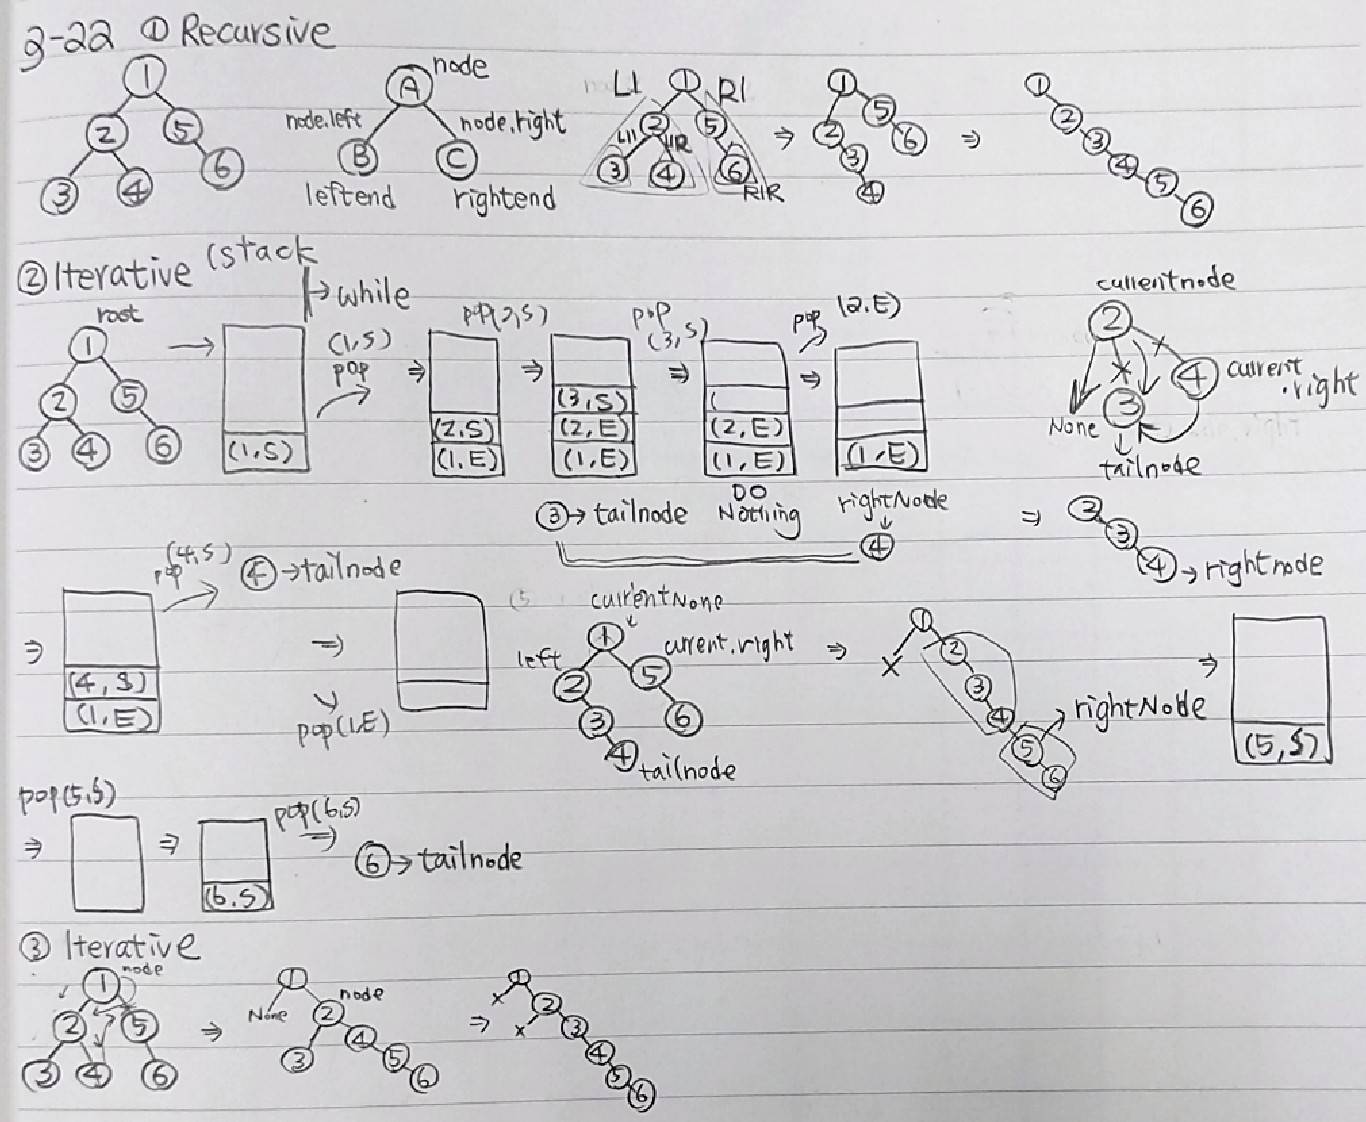 3-22 ① Recursive
1 2 5 3 4 6
A node
node.left node.right
B C
leftend rightend
L1 1 R1
2 5
3 4 6
R1R
1 5 2 6 3 4
1 2 3 4 5 6
② Iterative (stack
while
root
1 2 5 3 4 6
(1,S)
(1,S)
pop
(2,S)
(1,E)
pop(2,S)
(3,S)
(2,E)
(1,E)
pop
(3,S)
(2,E)
(1,E)
DO
Nothing
pop (2,E)
(1,E)
③→ tailnode
rightNode
4
currentnode
2
4 current
.right
None 3
tailnode
2
3
4 → rightnode
(4,S)
pop
④→tailnode
(4,S)
(1,E)
pop(1,E)
currentNone
1
left 2 5 current.right
3 6
4 tailnode
1
2
3
4
5 rightNode
6
(5,S)
pop(5,S)
(6,S)
pop(6,S)
⑥→ tailnode
③ Iterative
1 node
2 5
3 4 6
1
None 2 node
3 4
5
6
1
2
3
4
5
6